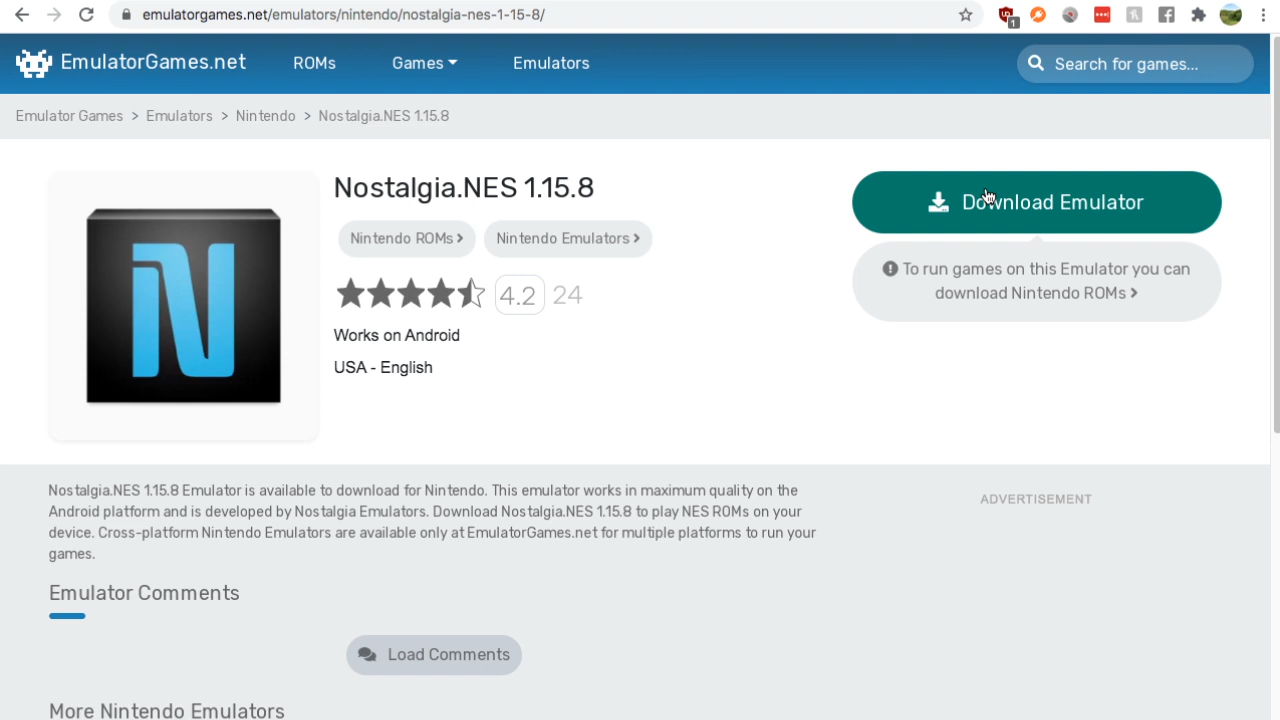 emulatorgames.net/emulators/nintendo/nostalgia-nes-1-15-8/
1
EmulatorGames.net
ROMs
Games
Emulators
Search for games...
Emulator Games > Emulators > Nintendo > Nostalgia.NES 1.15.8
N
Nostalgia.NES 1.15.8
Nintendo ROMs >
Nintendo Emulators >
4.2
24
Works on Android
USA - English
Download Emulator
To run games on this Emulator you can
download Nintendo ROMs >
Nostalgia.NES 1.15.8 Emulator is available to download for Nintendo. This emulator works in maximum quality on the
Android platform and is developed by Nostalgia Emulators. Download Nostalgia.NES 1.15.8 to play NES ROMs on your
device. Cross-platform Nintendo Emulators are available only at EmulatorGames.net for multiple platforms to run your
games.
ADVERTISEMENT
Emulator Comments
Load Comments
More Nintendo Emulators